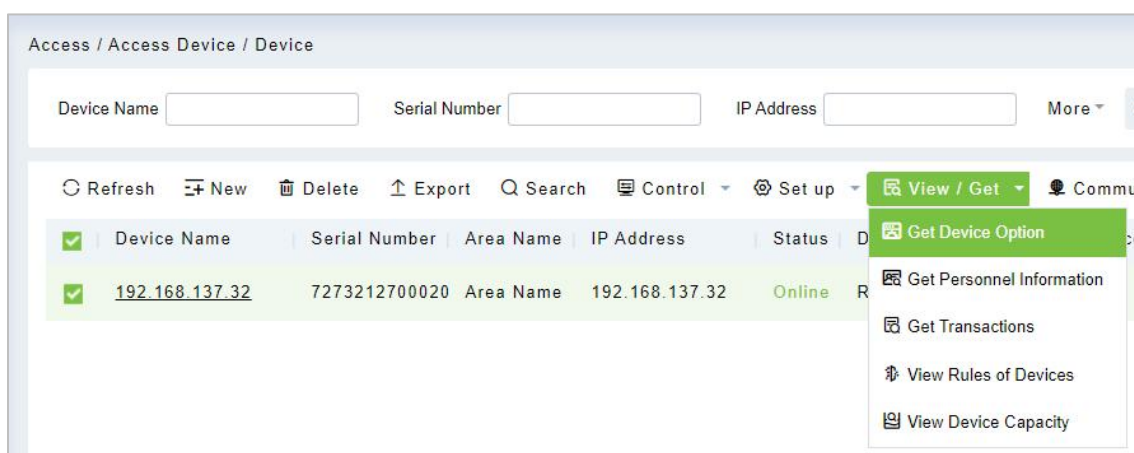 Access / Access Device / Device
Device Name Serial Number IP Address More
Refresh New Delete Export Search Control Set up View / Get Commu
Device Name Serial Number Area Name IP Address Status D
192.168.137.32 7273212700020 Area Name 192.168.137.32 Online R
Get Device Option
Get Personnel Information
Get Transactions
View Rules of Devices
View Device Capacity